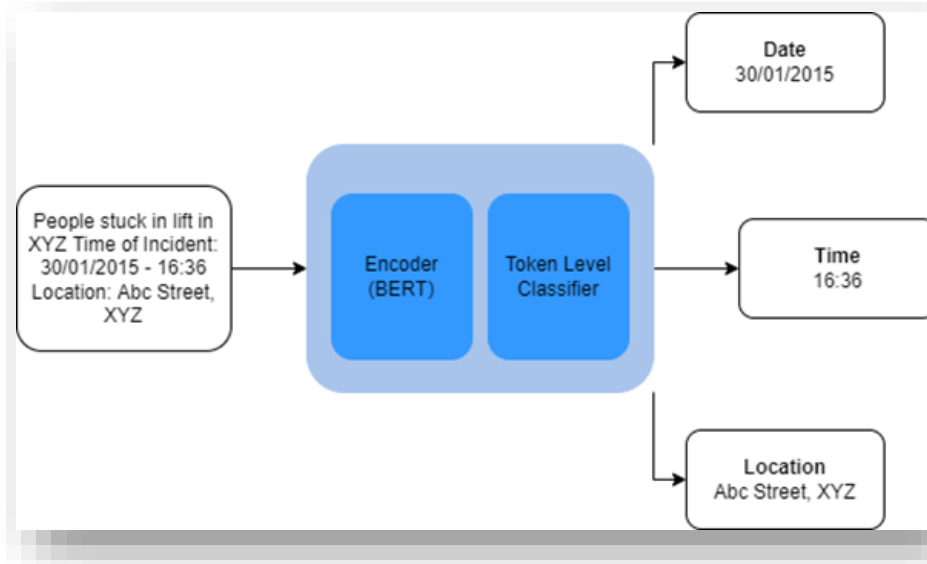 People stuck in lift in
XYZ Time of Incident:
30/01/2015 - 16:36
Location: Abc Street,
XYZ
Encoder
(BERT)
Token Level
Classifier
Date
30/01/2015
Time
16:36
Location
Abc Street, XYZ